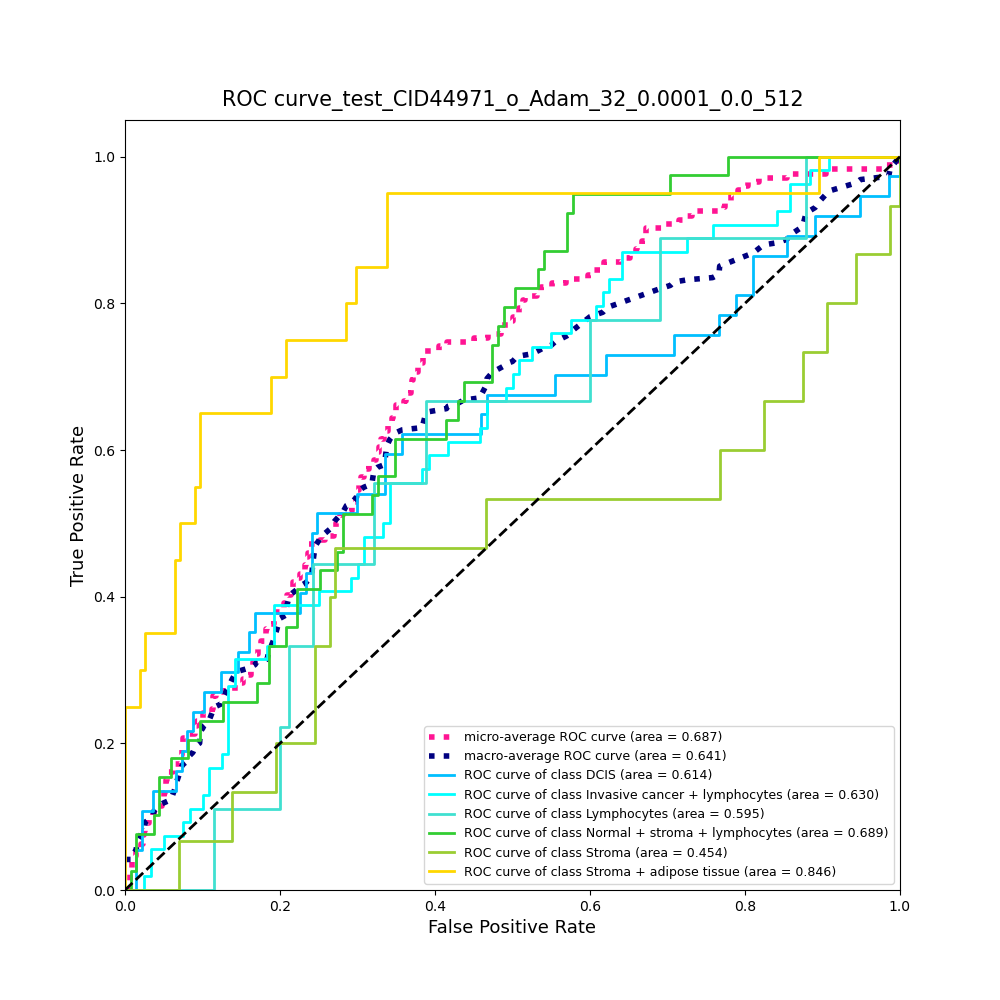 ROC curve_test_CID44971_o_Adam_32_0.0001_0.0_512
1.0
0.8
0.6
0.4
0.2
0.0
True Positive Rate
micro-average ROC curve (area = 0.687)
macro-average ROC curve (area = 0.641)
ROC curve of class DCIS (area = 0.614)
ROC curve of class Invasive cancer + lymphocytes (area = 0.630)
ROC curve of class Lymphocytes (area = 0.595)
ROC curve of class Normal + stroma + lymphocytes (area = 0.689)
ROC curve of class Stroma (area = 0.454)
ROC curve of class Stroma + adipose tissue (area = 0.846)
0.0 0.2 0.4 0.6 0.8 1.0
False Positive Rate